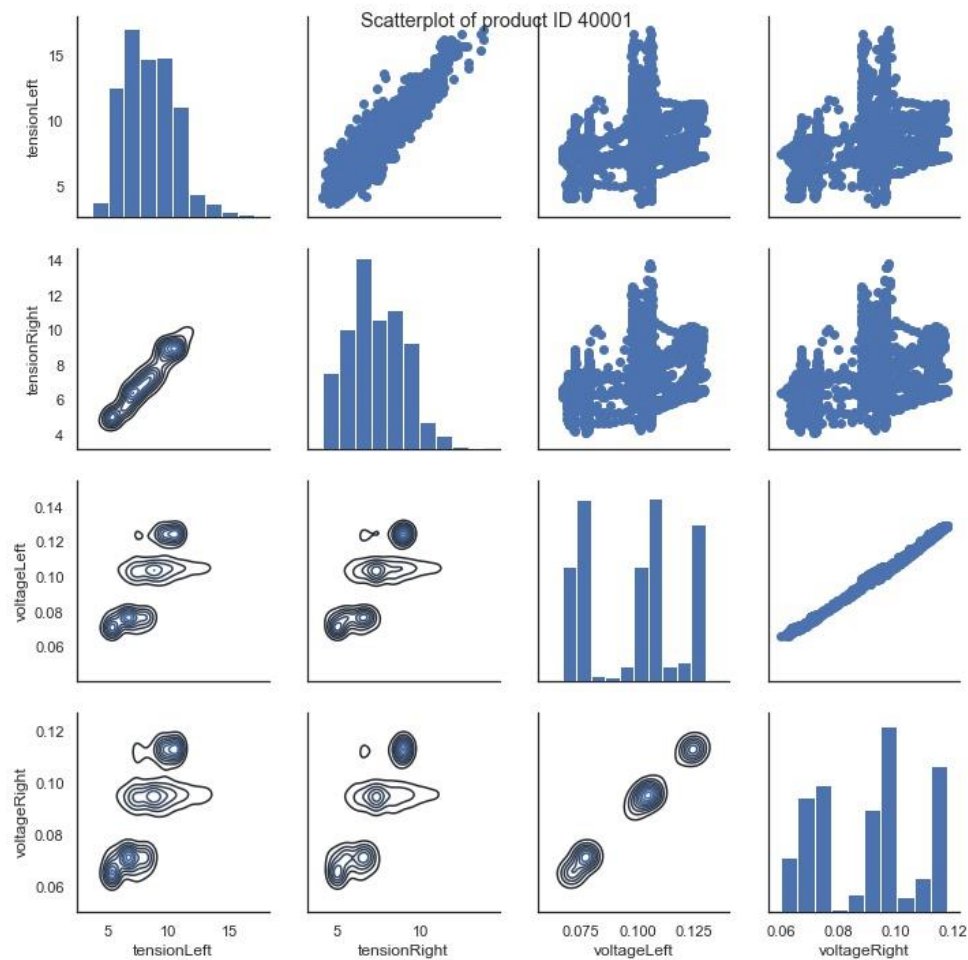 Scatterplot of product ID 40001
tensionLeft
15
10
5
tensionRight
14
12
10
8
6
4
voltageLeft
0.14
0.12
0.10
0.08
0.06
voltageRight
0.12
0.10
0.08
0.06
5 10 15
5 10
0.075 0.100 0.125
0.06 0.08 0.10 0.12
tensionLeft
tensionRight
voltageLeft
voltageRight